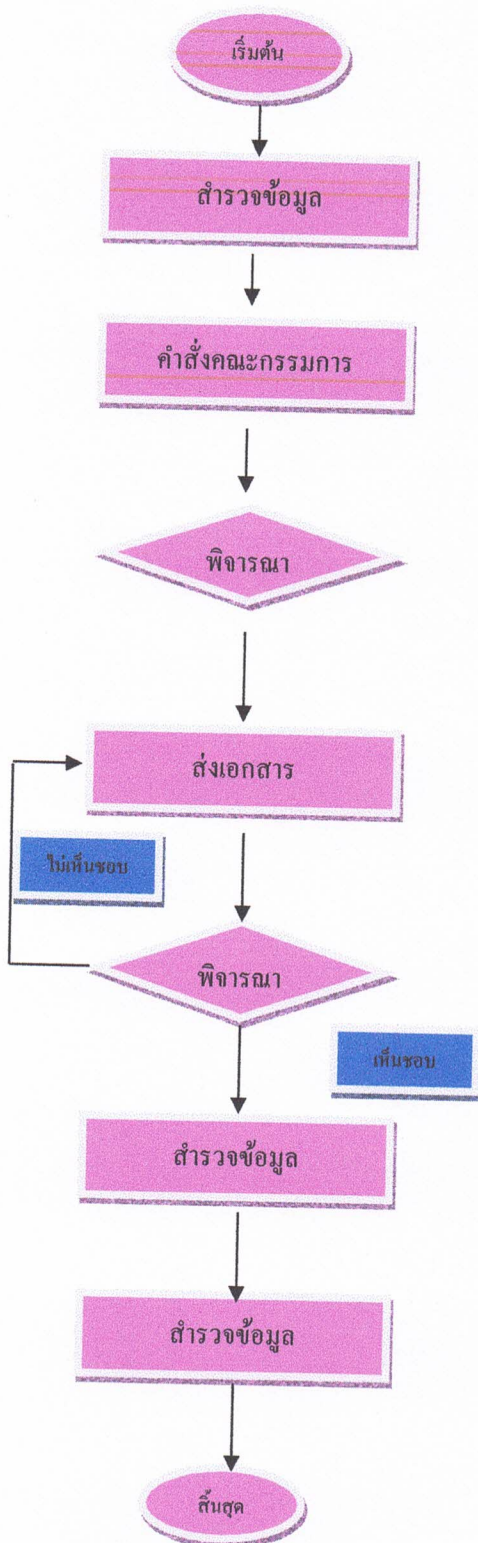 เริ่มต้น
สำรวจข้อมูล
คำสั่งคณะกรรมการ
พิจารณา
ส่งเอกสาร
ไม่เห็นชอบ
พิจารณา
เห็นชอบ
สำรวจข้อมูล
สำรวจข้อมูล
สิ้นสุด